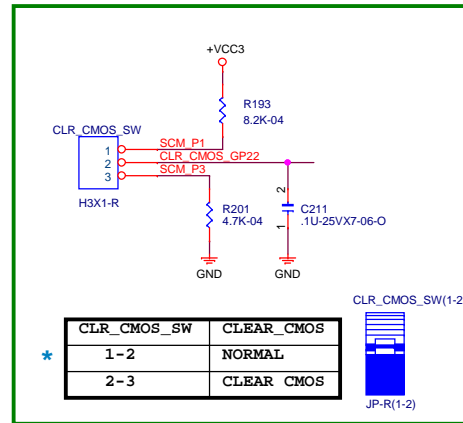 +VCC3
R193
8.2K-04
CLR_CMOS_SW
1
2
3
SCM_P1
CLR_CMOS_GP22
SCM_P3
H3X1-R
R201
4.7K-04
2
1
C211
.1U-25VX7-06-O
GND
GND
CLR_CMOS_SW(1-2
CLR_CMOS_SW CLEAR_CMOS
* 1-2 NORMAL
2-3 CLEAR CMOS
JP-R(1-2)